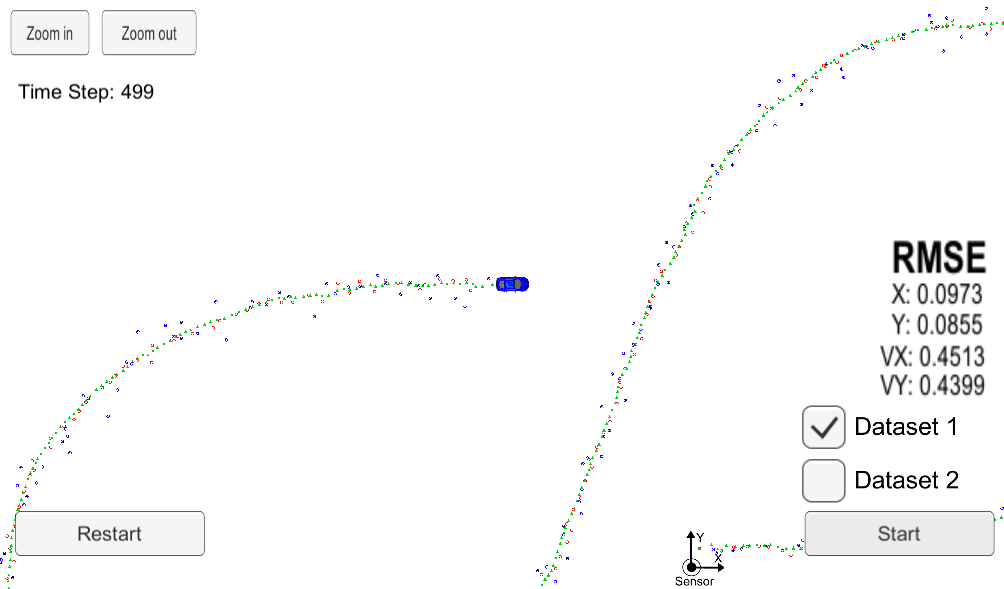 Zoom in
Zoom out
Time Step: 499
RMSE
X: 0.0973
Y: 0.0855
VX: 0.4513
VY: 0.4399
Dataset 1
Dataset 2
Restart
Start
Y
X
Sensor